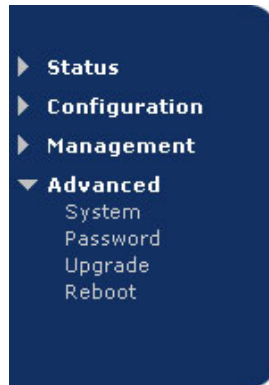 Status
Configuration
Management
Advanced
System
Password
Upgrade
Reboot